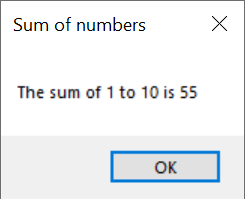 Sum of numbers
The sum of 1 to 10 is 55
OK